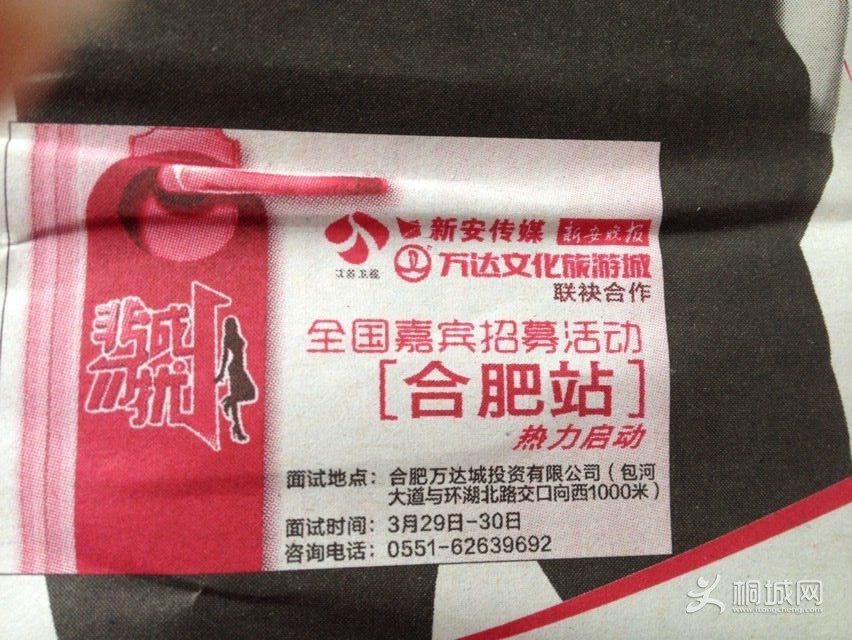 非诚
勿扰
江苏卫视
新安传媒 新安晚报
万达文化旅游城
联袂合作
全国嘉宾招募活动
[合肥站]
热力启动
面试地点：合肥万达城投资有限公司（包河
大道与环湖北路交口向西1000米）
面试时间：3月29日-30日
咨询电话：0551-62639692
桐城网
www.itongcheng.com